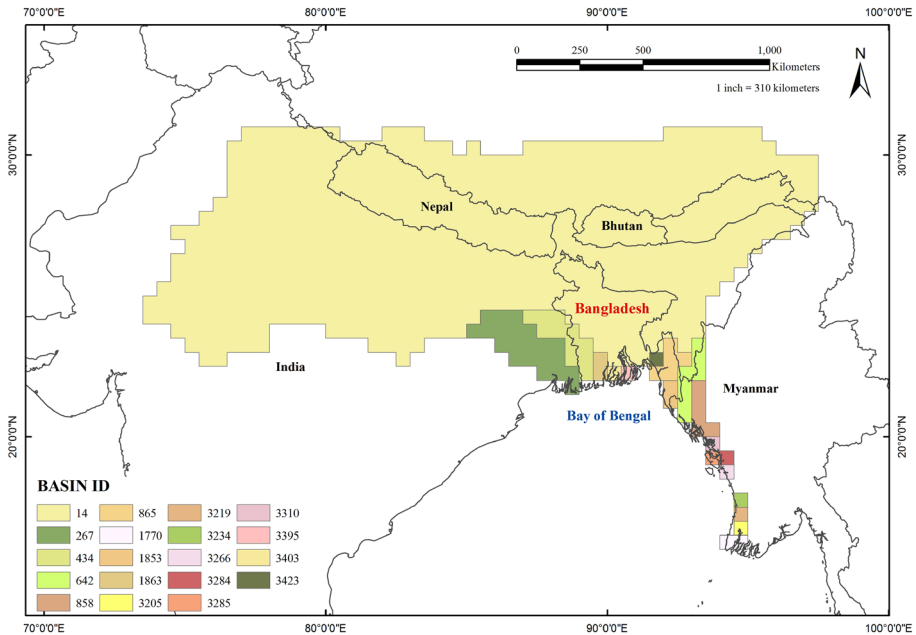 70°0'0"E 80°0'0"E 90°0'0"E 100°0'0"E
0 250 500 1,000
Kilometers
1 inch = 310 kilometers
N
30°0'0"N 30°0'0"N
Nepal
Bhutan
Bangladesh
India
Myanmar
Bay of Bengal
20°0'0"N 20°0'0"N
BASIN ID
14 865 3219 3310
267 1770 3234 3395
434 1853 3266 3403
642 1863 3284 3423
858 3205 3285
70°0'0"E 80°0'0"E 90°0'0"E 100°0'0"E